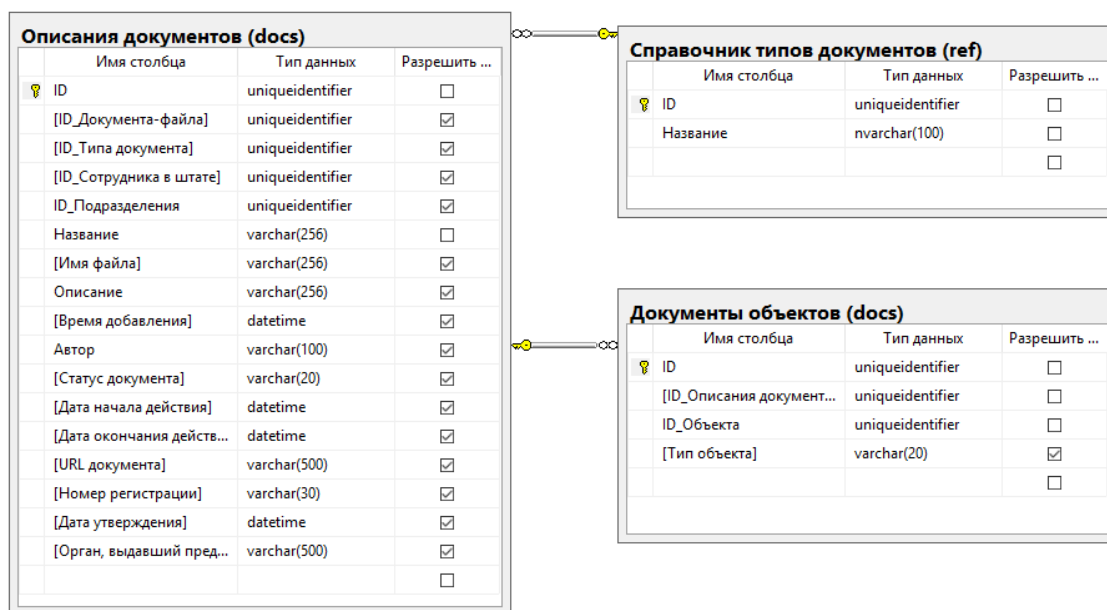 Описания документов (docs)
Имя столбца Тип данных Разрешить ...
ID uniqueidentifier
[ID_Документа-файла] uniqueidentifier
[ID_Типа документа] uniqueidentifier
[ID_Сотрудника в штате] uniqueidentifier
ID_Подразделения uniqueidentifier
Название varchar(256)
[Имя файла] varchar(256)
Описание varchar(256)
[Время добавления] datetime
Автор varchar(100)
[Статус документа] varchar(20)
[Дата начала действия] datetime
[Дата окончания действ... datetime
[URL документа] varchar(500)
[Номер регистрации] varchar(30)
[Дата утверждения] datetime
[Орган, выдавший пред... varchar(500)
Справочник типов документов (ref)
Имя столбца Тип данных Разрешить ...
ID uniqueidentifier
Название nvarchar(100)
Документы объектов (docs)
Имя столбца Тип данных Разрешить ...
ID uniqueidentifier
[ID_Описания документ... uniqueidentifier
ID_Объекта uniqueidentifier
[Тип объекта] varchar(20)